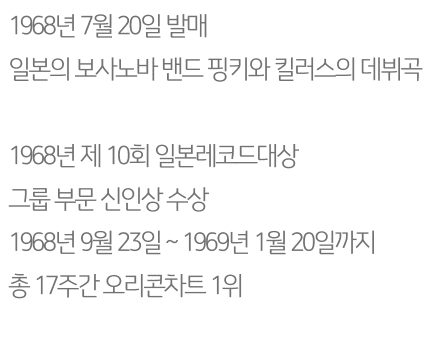 1968년 7월 20일 발매
일본의 보사노바 밴드 핑키와 킬러스의 데뷔곡
1968년 제 10회 일본레코드대상
그룹 부문 신인상 수상
1968년 9월 23일 ~ 1969년 1월 20일까지
총 17주간 오리콘차트 1위